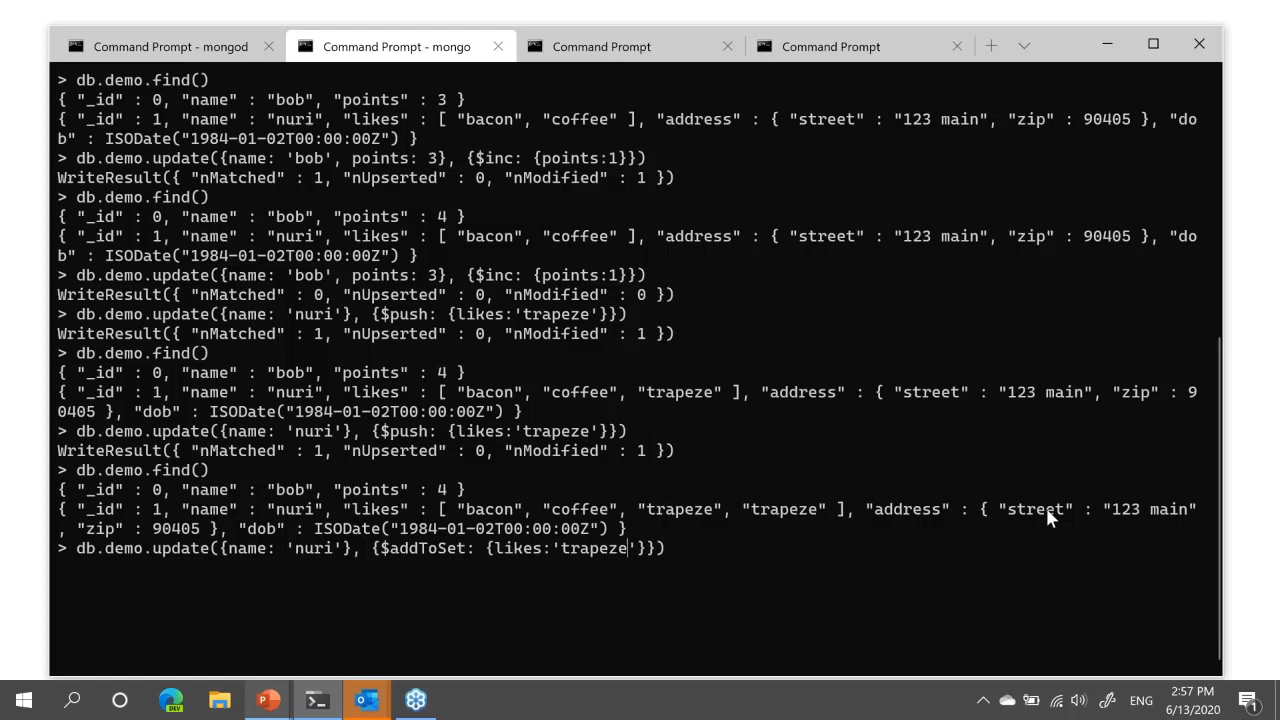 Command Prompt - mongod
Command Prompt - mongo
Command Prompt
Command Prompt
> db.demo.find()
{ "_id" : 0, "name" : "bob", "points" : 3 }
{ "_id" : 1, "name" : "nuri", "likes" : [ "bacon", "coffee" ], "address" : { "street" : "123 main", "zip" : 90405 }, "do
b" : ISODate("1984-01-02T00:00:00Z") }
> db.demo.update({name: 'bob', points: 3}, {$inc: {points:1}})
WriteResult({ "nMatched" : 1, "nUpserted" : 0, "nModified" : 1 })
> db.demo.find()
{ "_id" : 0, "name" : "bob", "points" : 4 }
{ "_id" : 1, "name" : "nuri", "likes" : [ "bacon", "coffee" ], "address" : { "street" : "123 main", "zip" : 90405 }, "do
b" : ISODate("1984-01-02T00:00:00Z") }
> db.demo.update({name: 'bob', points: 3}, {$inc: {points:1}})
WriteResult({ "nMatched" : 0, "nUpserted" : 0, "nModified" : 0 })
> db.demo.update({name: 'nuri'}, {$push: {likes:'trapeze'}})
WriteResult({ "nMatched" : 1, "nUpserted" : 0, "nModified" : 1 })
> db.demo.find()
{ "_id" : 0, "name" : "bob", "points" : 4 }
{ "_id" : 1, "name" : "nuri", "likes" : [ "bacon", "coffee", "trapeze" ], "address" : { "street" : "123 main", "zip" : 9
0405 }, "dob" : ISODate("1984-01-02T00:00:00Z") }
> db.demo.update({name: 'nuri'}, {$push: {likes:'trapeze'}})
WriteResult({ "nMatched" : 1, "nUpserted" : 0, "nModified" : 1 })
> db.demo.find()
{ "_id" : 0, "name" : "bob", "points" : 4 }
{ "_id" : 1, "name" : "nuri", "likes" : [ "bacon", "coffee", "trapeze", "trapeze" ], "address" : { "street" : "123 main"
, "zip" : 90405 }, "dob" : ISODate("1984-01-02T00:00:00Z") }
> db.demo.update({name: 'nuri'}, {$addToSet: {likes:'trapeze'}})
DEV
ENG
2:57 PM
6/13/2020
1